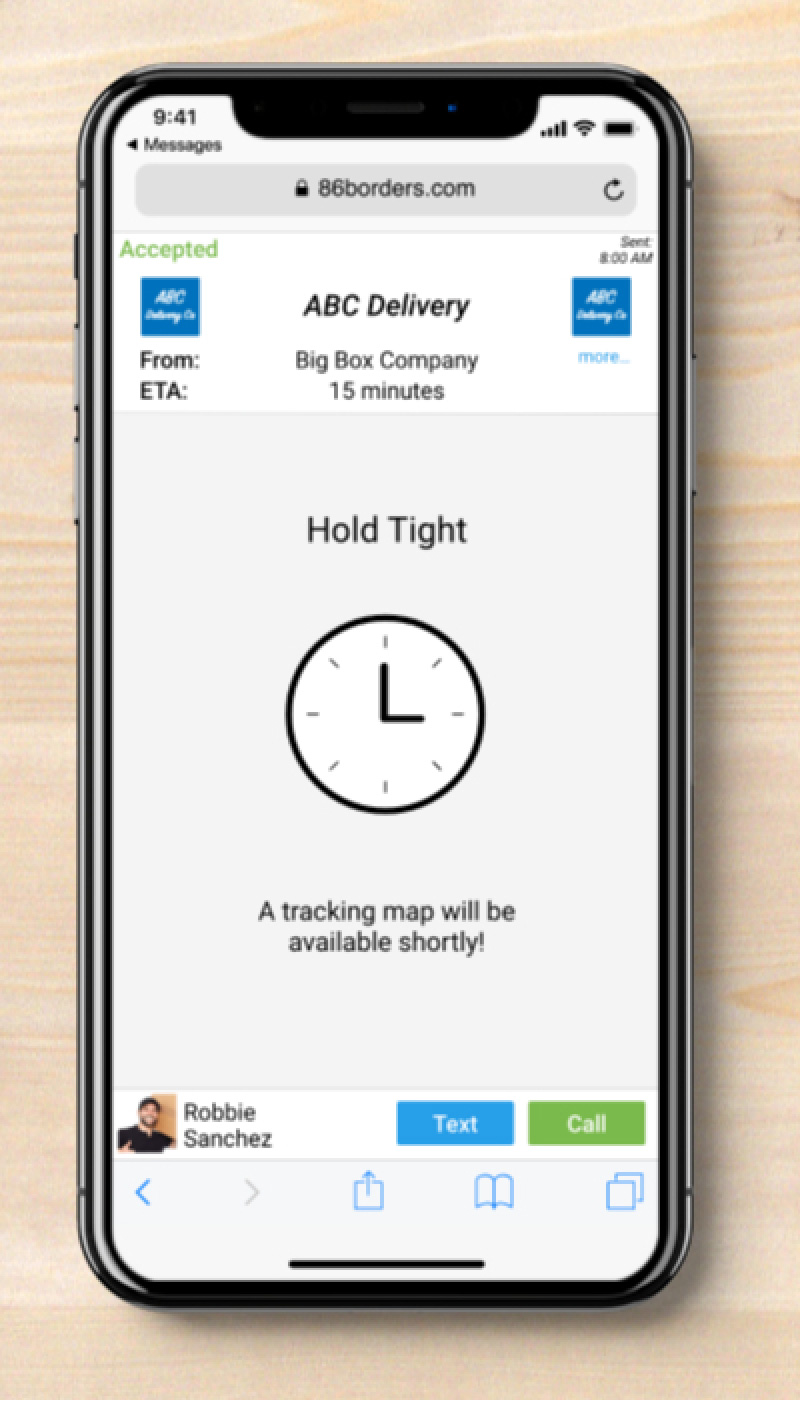 9:41
Messages
86borders.com
Accepted
Sent:
8:00 AM
ABC
Delivery Co
ABC Delivery
ABC
Delivery Co
From: Big Box Company
more...
ETA: 15 minutes
Hold Tight
A tracking map will be
available shortly!
Robbie
Sanchez
Text
Call